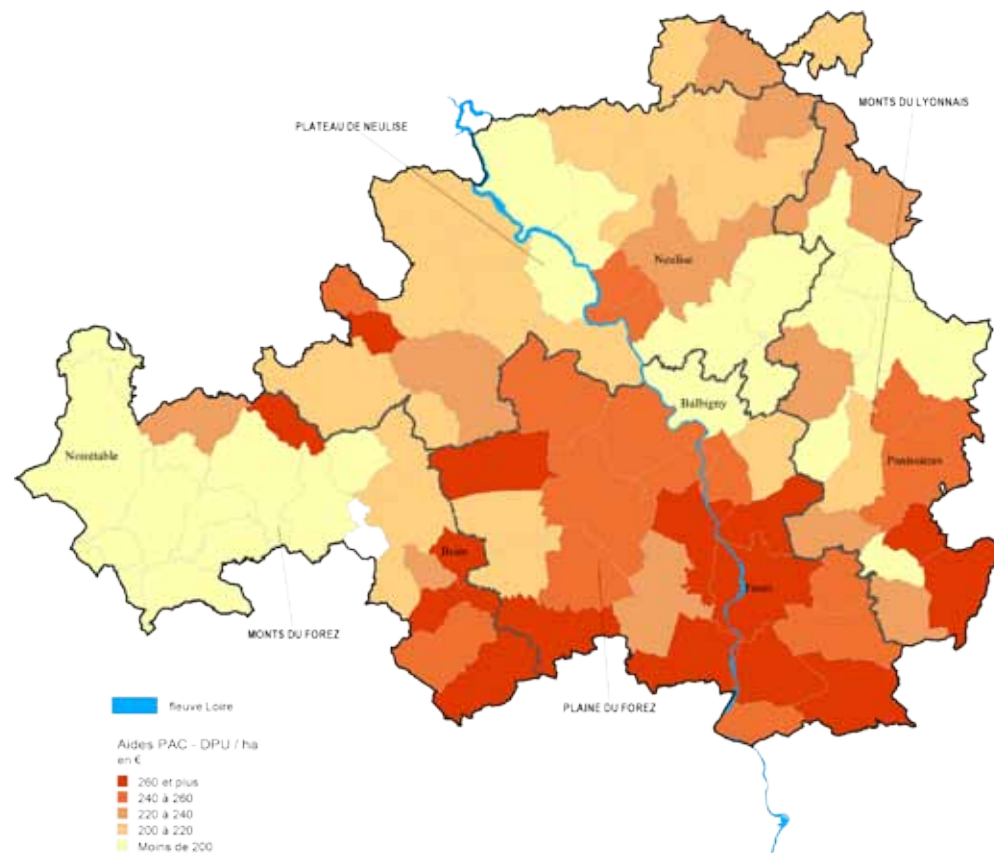 MONTS DU LYONNAIS
PLATEAU DE NEULISE
Neulise
Balbigny
Noirétable
Panissières
Boën
Feurs
MONTS DU FOREZ
PLAINE DU FOREZ
fleuve Loire
Aides PAC - DPU / ha
en €
260 et plus
240 à 260
220 à 240
200 à 220
Moins de 200